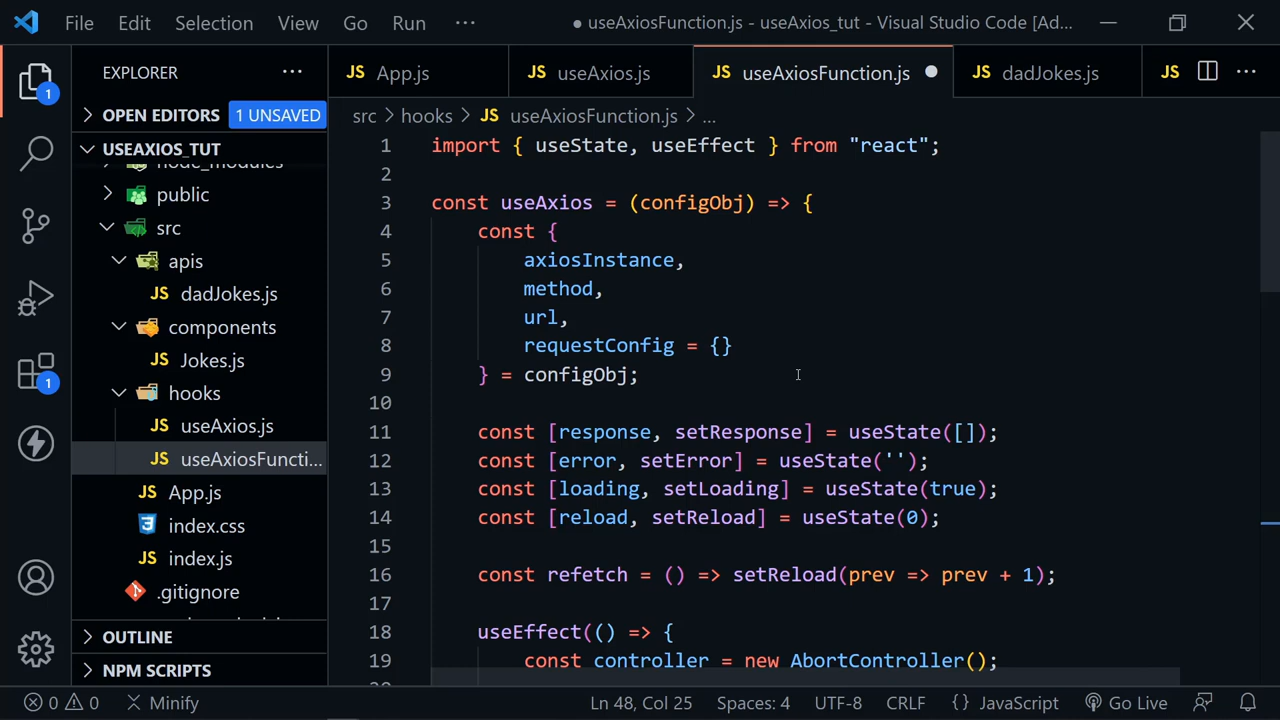 File Edit Selection View Go Run ··· ● useAxiosFunction.js - useAxios_tut - Visual Studio Code [Ad...
EXPLORER ···
1
OPEN EDITORS 1 UNSAVED
USEAXIOS_TUT
node_modules
public
src
apis
JS dadJokes.js
components
JS Jokes.js
hooks
JS useAxios.js
JS useAxiosFuncti...
JS App.js
index.css
JS index.js
.gitignore
OUTLINE
NPM SCRIPTS
1
JS App.js JS useAxios.js JS useAxiosFunction.js ● JS dadJokes.js JS ···
src > hooks > JS useAxiosFunction.js > ...
1 import { useState, useEffect } from "react";
2
3 const useAxios = (configObj) => {
4 const {
5 axiosInstance,
6 method,
7 url,
8 requestConfig = {}
9 } = configObj;
10
11 const [response, setResponse] = useState([]);
12 const [error, setError] = useState('');
13 const [loading, setLoading] = useState(true);
14 const [reload, setReload] = useState(0);
15
16 const refetch = () => setReload(prev => prev + 1);
17
18 useEffect(() => {
19 const controller = new AbortController();
0 0 Minify Ln 48, Col 25 Spaces: 4 UTF-8 CRLF {} JavaScript Go Live